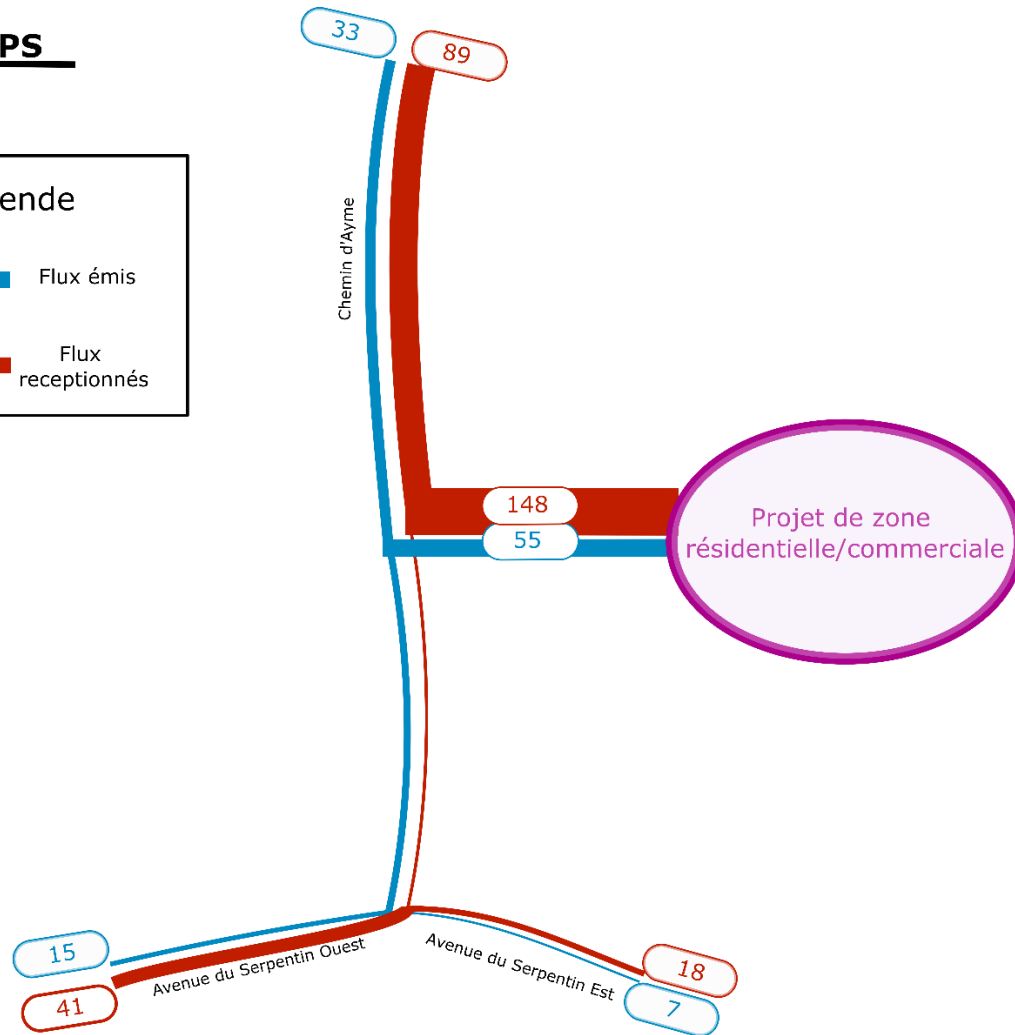 PS
33
89
ende
Flux émis
Flux
receptionnés
Chemin d'Ayme
148
55
Projet de zone
résidentielle/commerciale
15
41
Avenue du Serpentin Ouest
Avenue du Serpentin Est
18
7